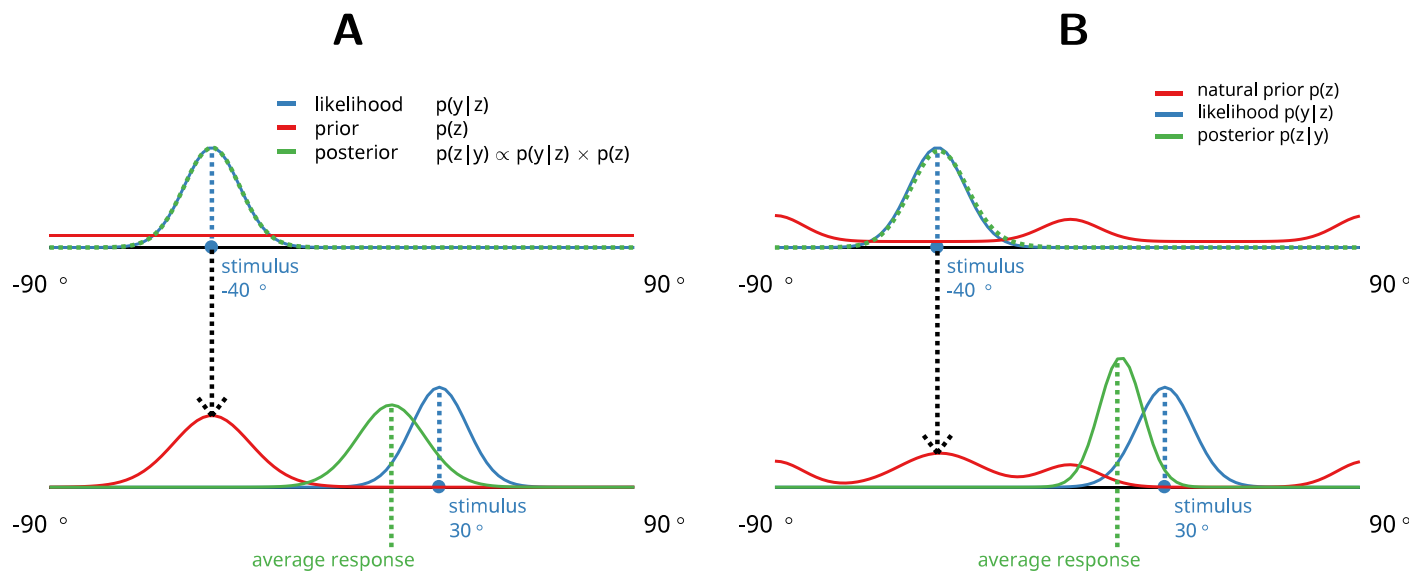 A
likelihood p(y|z)
prior p(z)
posterior p(z|y) ∝ p(y|z) × p(z)
stimulus
-40 °
-90 °
90 °
stimulus
30 °
-90 °
90 °
average response
B
natural prior p(z)
likelihood p(y|z)
posterior p(z|y)
stimulus
-40 °
-90 °
90 °
stimulus
30 °
-90 °
90 °
average response